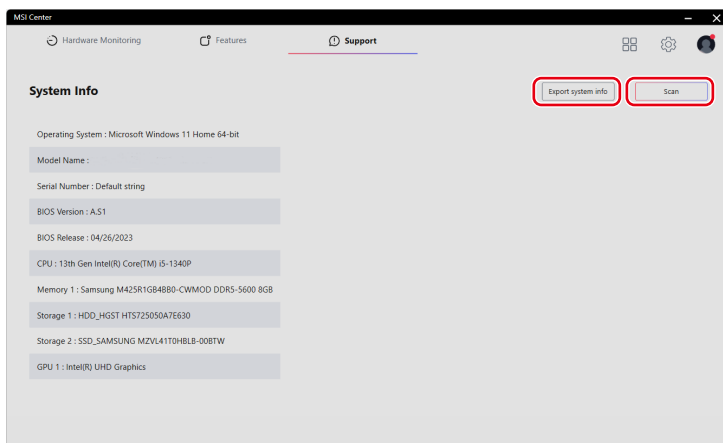 MSI Center
Hardware Monitoring
Features
Support
System Info
Export system info
Scan
Operating System : Microsoft Windows 11 Home 64-bit
Model Name :
Serial Number : Default string
BIOS Version : A.S1
BIOS Release : 04/26/2023
CPU : 13th Gen Intel(R) Core(TM) i5-1340P
Memory 1 : Samsung M425R1GB4BB0-CWMOD DDR5-5600 8GB
Storage 1 : HDD_HGST HTS725050A7E630
Storage 2 : SSD_SAMSUNG MZVL41T0HBLB-00BTW
GPU 1 : Intel(R) UHD Graphics